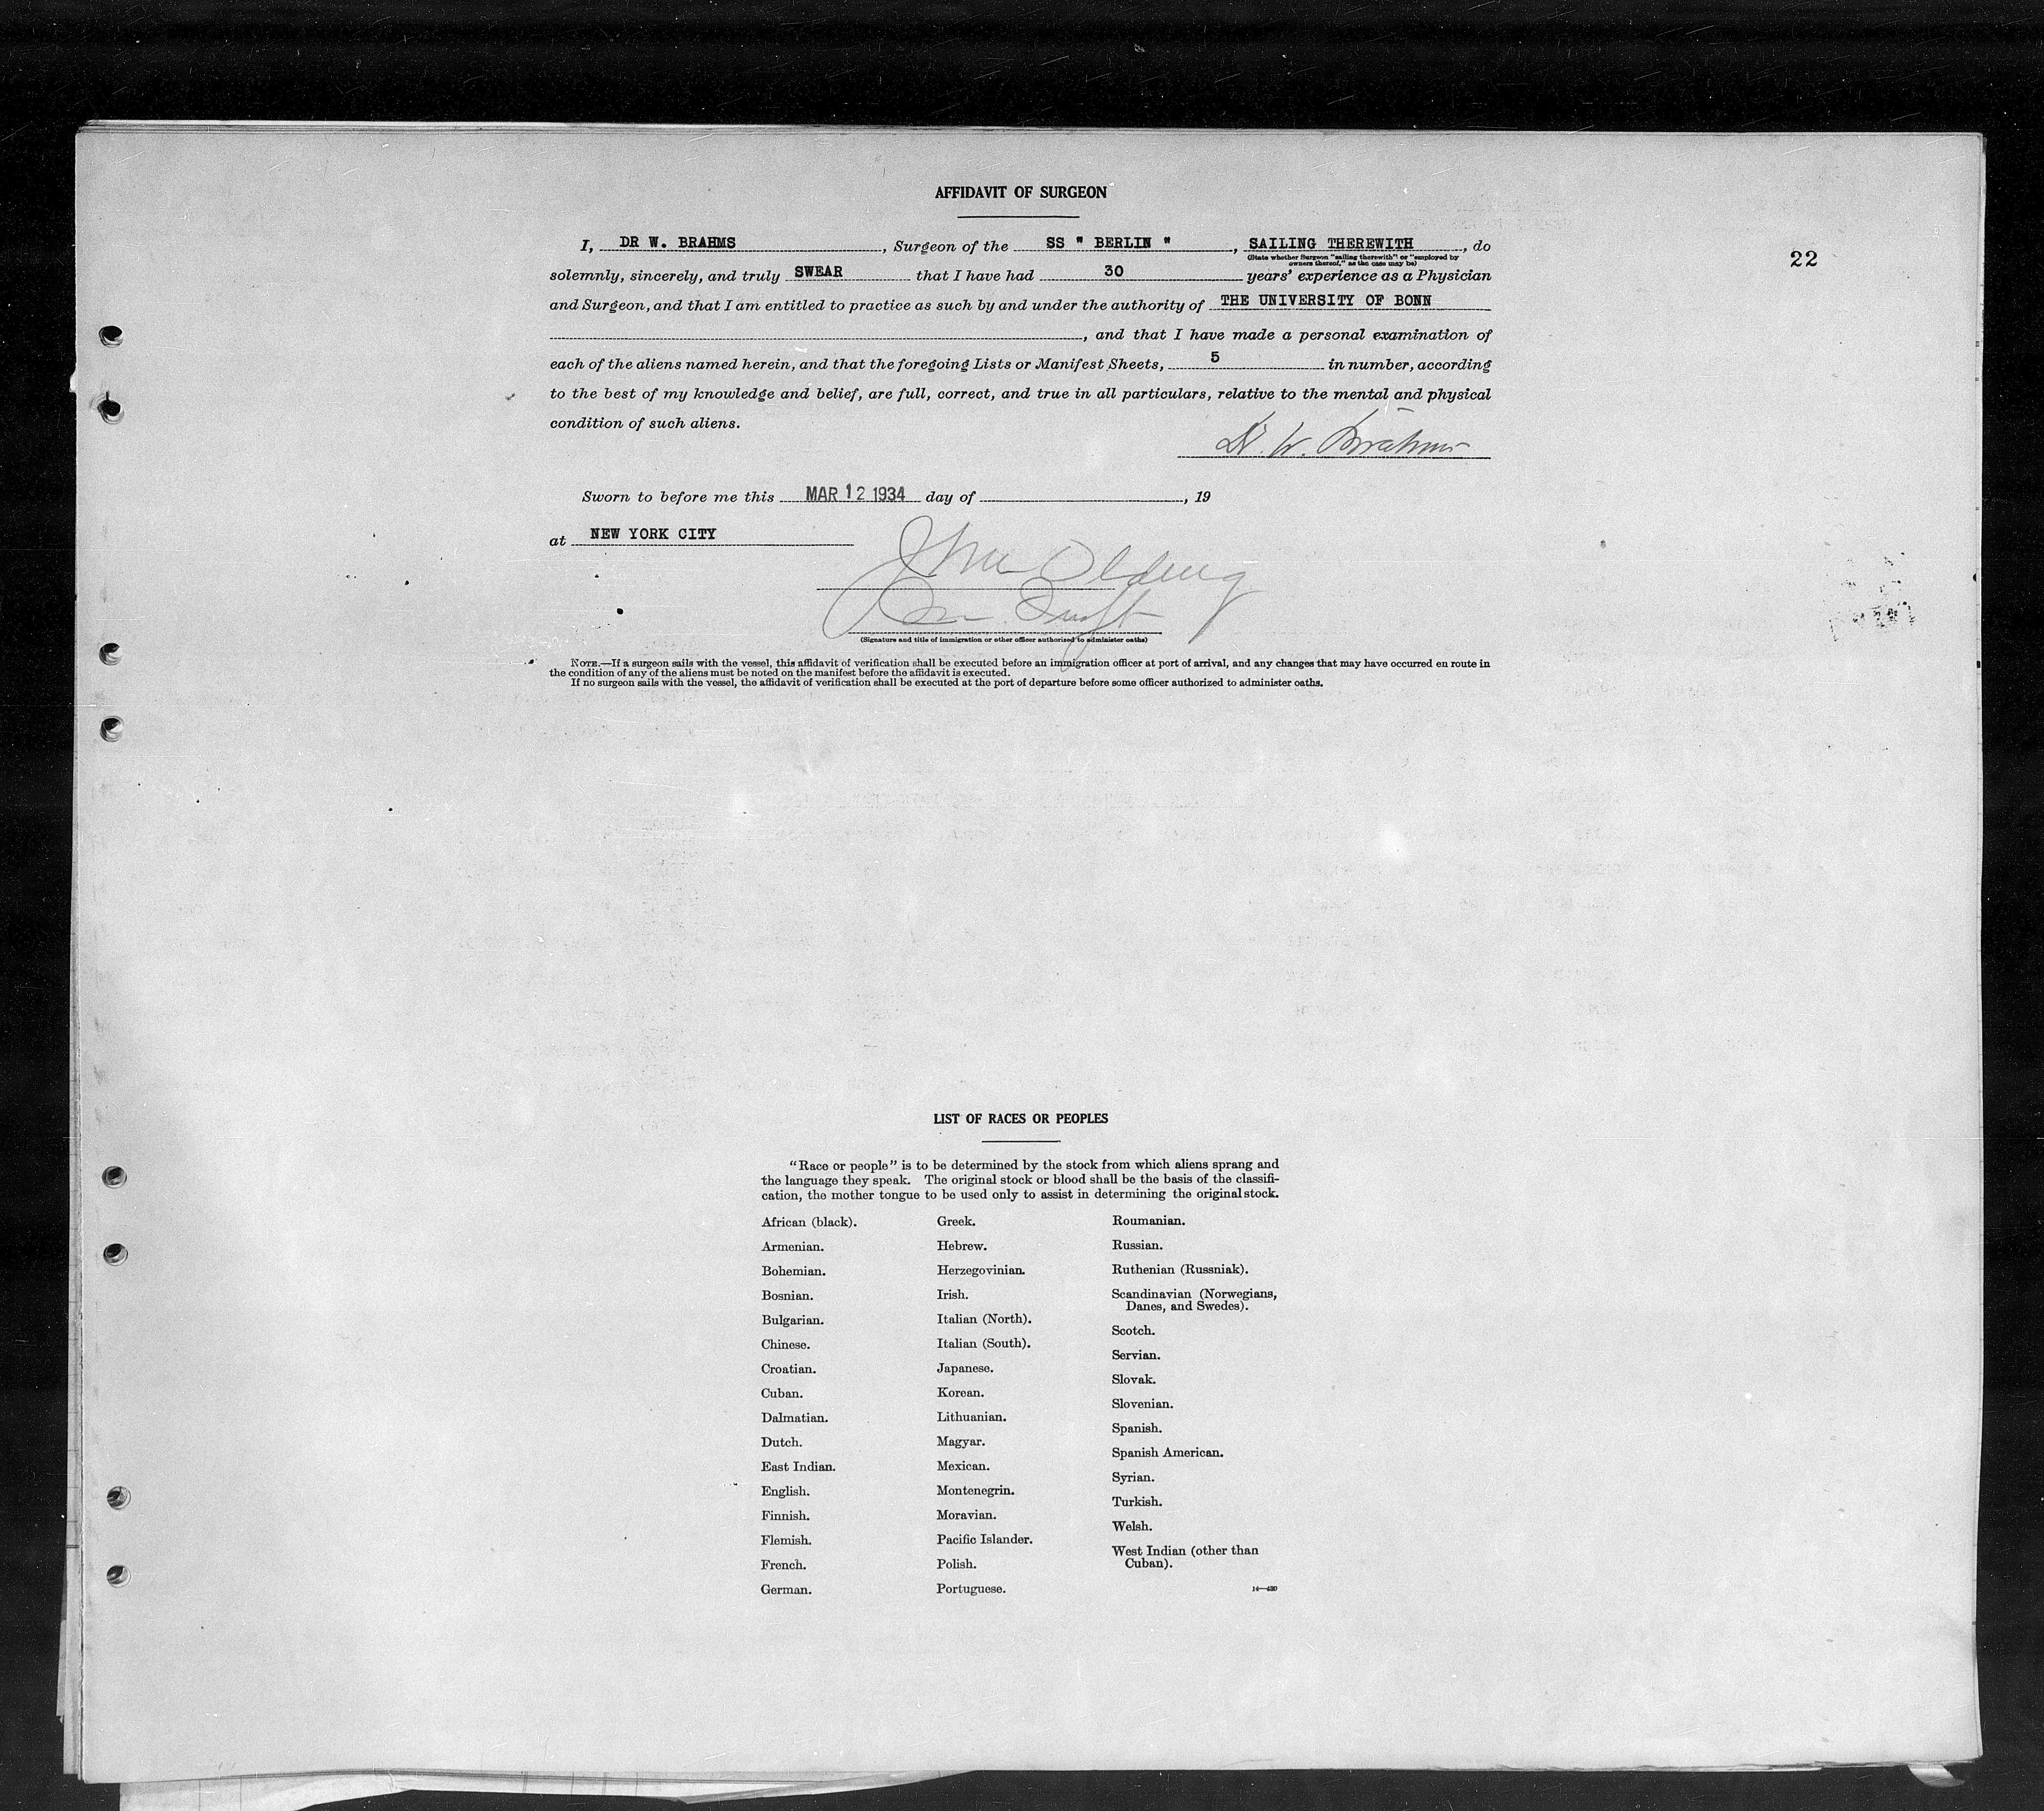 AFFIDAVIT OF SURGEON
22
I, DR W. BRAHMS, Surgeon of the SS " BERLIN ", SAILING THEREWITH, do
(State whether Surgeon "sailing therewith" or "employed by
owners thereof," as the case may be)
solemnly, sincerely, and truly SWEAR that I have had 30 years' experience as a Physician
and Surgeon, and that I am entitled to practice as such by and under the authority of THE UNIVERSITY OF BONN
, and that I have made a personal examination of
each of the aliens named herein, and that the foregoing Lists or Manifest Sheets, 5 in number, according
to the best of my knowledge and belief, are full, correct, and true in all particulars, relative to the mental and physical
condition of such aliens.
Dr. W. Brahms
Sworn to before me this MAR 12 1934 day of , 19
at NEW YORK CITY
(Signature and title of immigration or other officer authorized to administer oaths)
NOTE.—If a surgeon sails with the vessel, this affidavit of verification shall be executed before an immigration officer at port of arrival, and any changes that may have occurred en route in
the condition of any of the aliens must be noted on the manifest before the affidavit is executed.
If no surgeon sails with the vessel, the affidavit of verification shall be executed at the port of departure before some officer authorized to administer oaths.
LIST OF RACES OR PEOPLES
"Race or people" is to be determined by the stock from which aliens sprang and
the language they speak. The original stock or blood shall be the basis of the classifi-
cation, the mother tongue to be used only to assist in determining the original stock.
African (black).
Armenian.
Bohemian.
Bosnian.
Bulgarian.
Chinese.
Croatian.
Cuban.
Dalmatian.
Dutch.
East Indian.
English.
Finnish.
Flemish.
French.
German.
Greek.
Hebrew.
Herzegovinian.
Irish.
Italian (North).
Italian (South).
Japanese.
Korean.
Lithuanian.
Magyar.
Mexican.
Montenegrin.
Moravian.
Pacific Islander.
Polish.
Portuguese.
Roumanian.
Russian.
Ruthenian (Russniak).
Scandinavian (Norwegians,
Danes, and Swedes).
Scotch.
Servian.
Slovak.
Slovenian.
Spanish.
Spanish American.
Syrian.
Turkish.
Welsh.
West Indian (other than
Cuban).
14—430